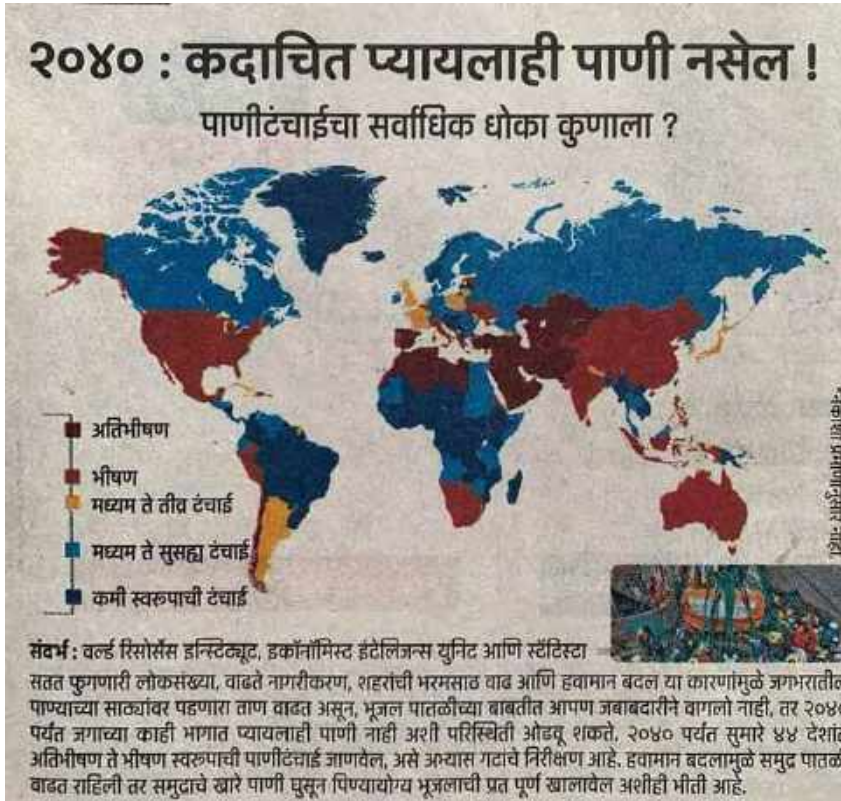 २०४० : कदाचित प्यायलाही पाणी नसेल !
पाणीटंचाईचा सर्वाधिक धोका कुणाला ?
अतिभीषण
भीषण
मध्यम ते तीव्र टंचाई
मध्यम ते सुसह्य टंचाई
कमी स्वरूपाची टंचाई
नकाशा प्रमाणानुसार नाही.
संदर्भ : वर्ल्ड रिसोर्सेस इन्स्टिट्यूट, इकॉनॉमिस्ट इंटेलिजन्स युनिट आणि स्टॅटिस्टा
सतत फुगणारी लोकसंख्या, वाढते नागरीकरण, शहरांची भरमसाठ वाढ आणि हवामान बदल या कारणांमुळे जगभरातील
पाण्याच्या साठ्यांवर पडणारा ताण वाढत असून, भूजल पातळीच्या बाबतीत आपण जबाबदारीने वागलो नाही, तर २०४०
पर्यंत जगाच्या काही भागात प्यायलाही पाणी नाही अशी परिस्थिती ओढवू शकते. २०४० पर्यंत सुमारे ४४ देशांत
अतिभीषण ते भीषण स्वरूपाची पाणीटंचाई जाणवेल, असे अभ्यास गटांचे निरीक्षण आहे. हवामान बदलामुळे समुद्र पातळी
वाढत राहिली तर समुद्राचे खारे पाणी घुसून पिण्यायोग्य भूजलाची प्रत पूर्ण खालावेल अशीही भीती आहे.